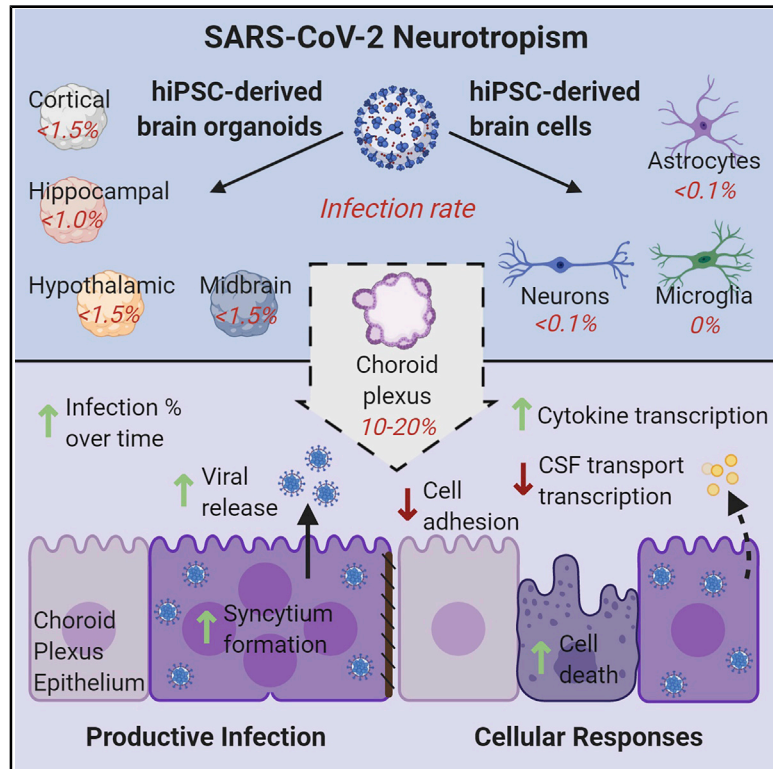 SARS-CoV-2 Neurotropism
hiPSC-derived
brain organoids
hiPSC-derived
brain cells
Cortical
<1.5%
Hippocampal
<1.0%
Hypothalamic
<1.5%
Midbrain
<1.5%
Infection rate
Astrocytes
<0.1%
Neurons
<0.1%
Microglia
0%
Choroid
plexus
10-20%
Infection %
over time
Viral
release
Cell
adhesion
Cytokine transcription
CSF transport
transcription
Choroid
Plexus
Epithelium
Syncytium
formation
Cell
death
Productive Infection
Cellular Responses